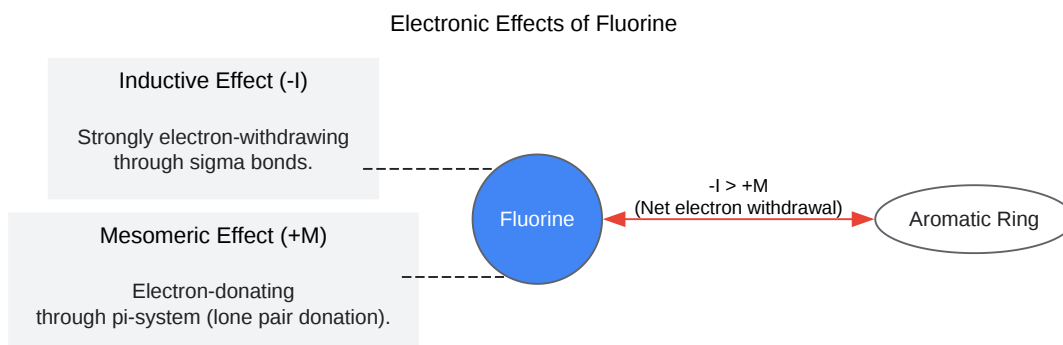 Electronic Effects of Fluorine
Inductive Effect (-I)
Strongly electron-withdrawing
through sigma bonds.
Mesomeric Effect (+M)
Electron-donating
through pi-system (lone pair donation).
Fluorine
-I > +M
(Net electron withdrawal)
Aromatic Ring